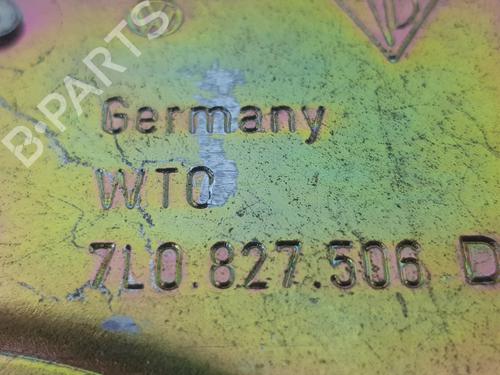 B-PARTS
Germany
WTO
7L0.827.506 D